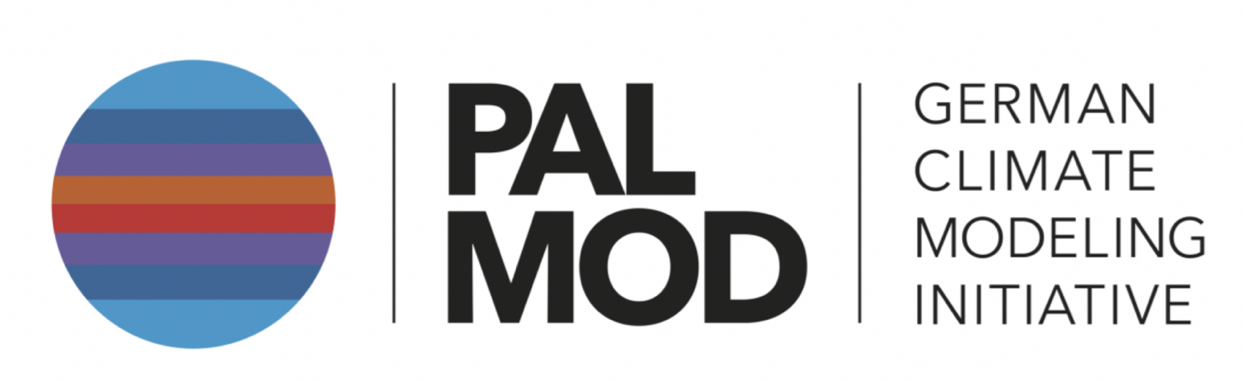 PAL
MOD
GERMAN
CLIMATE
MODELING
INITIATIVE